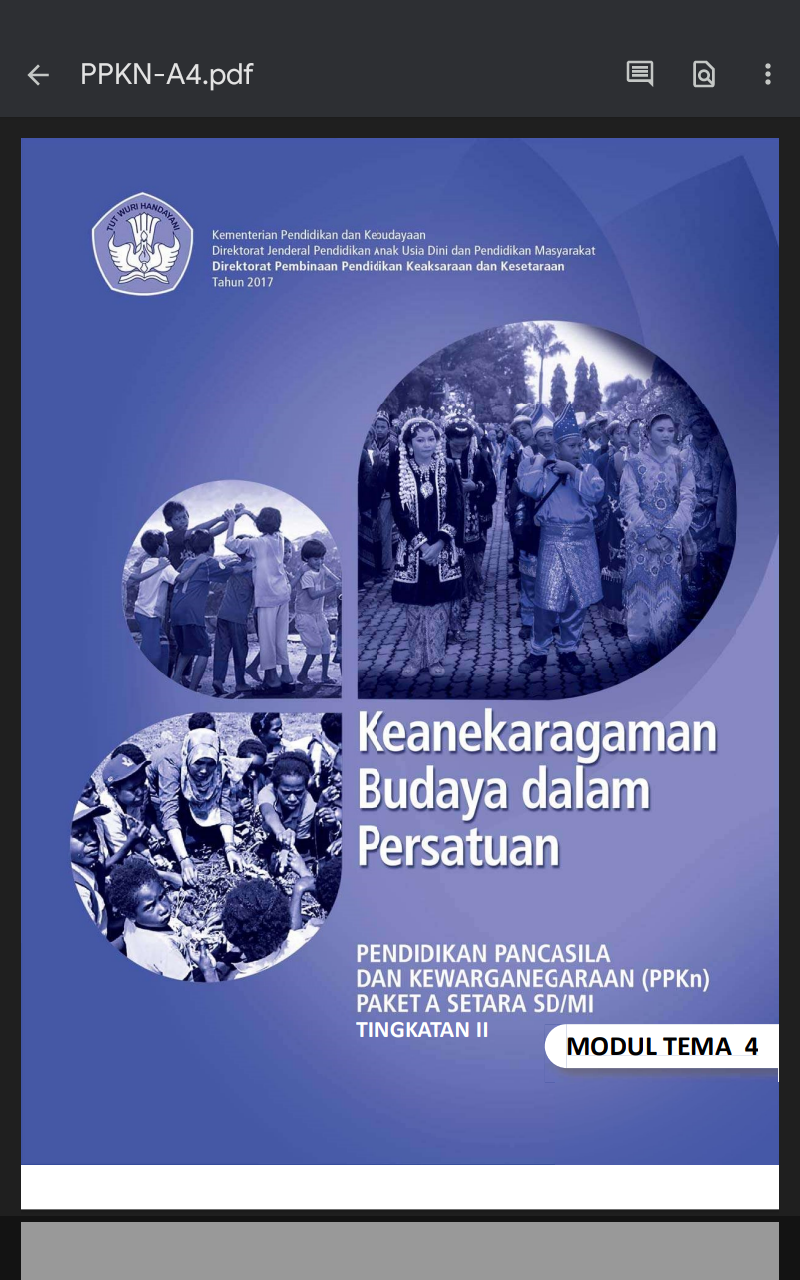 PPKN-A4.pdf
TUT WURI HANDAYANI
Kementerian Pendidikan dan Kebudayaan
Direktorat Jenderal Pendidikan Anak Usia Dini dan Pendidikan Masyarakat
Direktorat Pembinaan Pendidikan Keaksaraan dan Kesetaraan
Tahun 2017
Keanekaragaman
Budaya dalam
Persatuan
PENDIDIKAN PANCASILA
DAN KEWARGANEGARAAN (PPKn)
PAKET A SETARA SD/MI
TINGKATAN II
MODUL TEMA 4